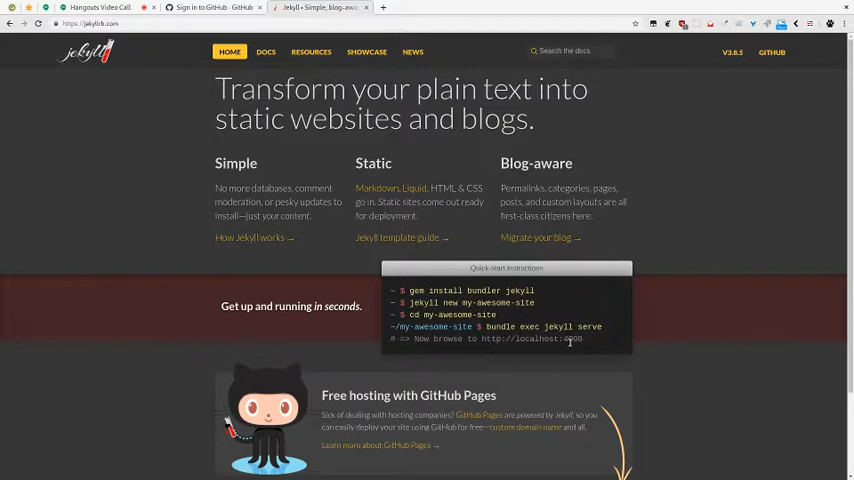 Hangouts Video Call
Sign in to GitHub · GitHub
Jekyll • Simple, blog-awa
https://jekyllrb.com
jekyll
HOME
DOCS
RESOURCES
SHOWCASE
NEWS
Search the docs
V3.8.5
GITHUB
Transform your plain text into
static websites and blogs.
Simple
No more databases, comment
moderation, or pesky updates to
install—just your content.
How Jekyll works →
Static
Markdown, Liquid, HTML & CSS
go in. Static sites come out ready
for deployment.
Jekyll template guide →
Blog-aware
Permalinks, categories, pages,
posts, and custom layouts are all
first-class citizens here.
Migrate your blog →
Get up and running in seconds.
Quick-start Instructions
~ $ gem install bundler jekyll
~ $ jekyll new my-awesome-site
~ $ cd my-awesome-site
~/my-awesome-site $ bundle exec jekyll serve
# => Now browse to http://localhost:4000
Free hosting with GitHub Pages
Sick of dealing with hosting companies? GitHub Pages are powered by Jekyll, so you
can easily deploy your site using GitHub for free—custom domain name and all.
Learn more about GitHub Pages →